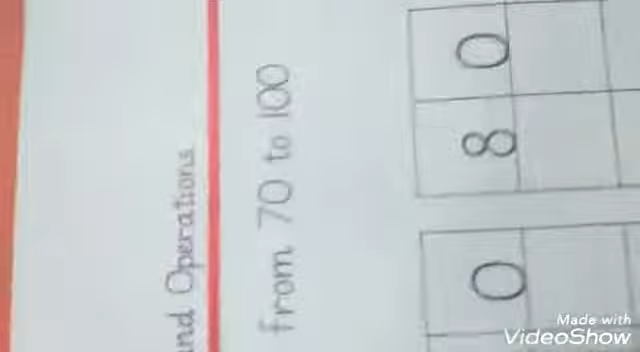 and Operations
from 70 to 100
8 0
0
Made with
VideoShow